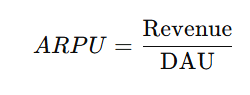 ARPU = Revenue / DAU